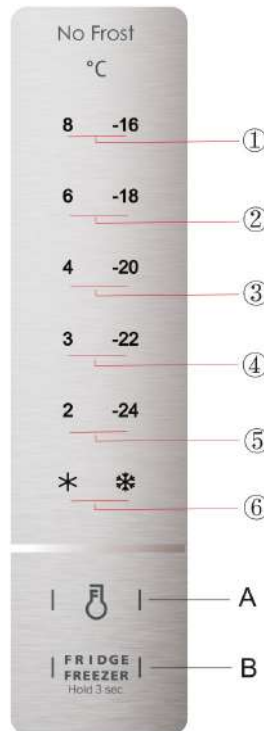 No Frost
°C
8 -16
①
6 -18
②
4 -20
③
3 -22
④
2 -24
⑤
⑥
A
FRIDGE
B
FREEZER
Hold 3 sec